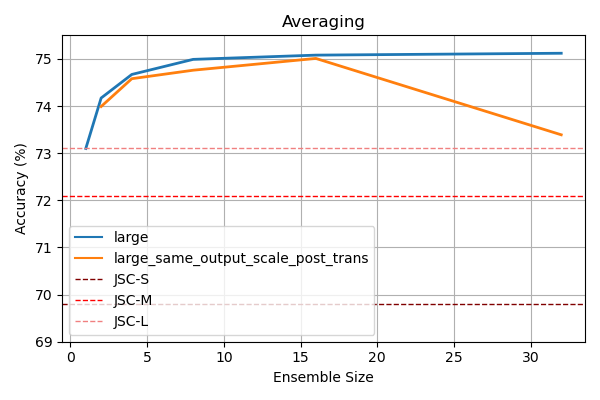 Averaging
Accuracy (%)
75
74
73
72
71
70
69
large
large_same_output_scale_post_trans
JSC-S
JSC-M
JSC-L
0 5 10 15 20 25 30
Ensemble Size